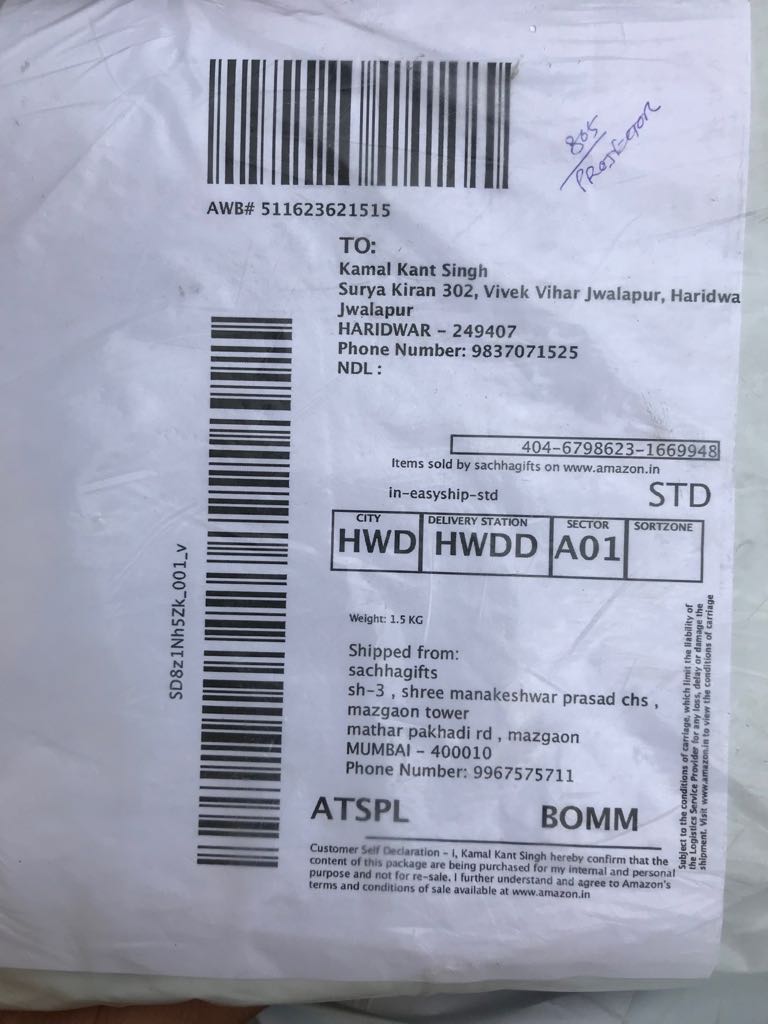 805
PROJECTOR
AWB# 511623621515
TO:
Kamal Kant Singh
Surya Kiran 302, Vivek Vihar Jwalapur, Haridwa
Jwalapur
HARIDWAR - 249407
Phone Number: 9837071525
NDL :
404-6798623-1669948
Items sold by sachhagifts on www.amazon.in
in-easyship-std
STD
CITY DELIVERY STATION SECTOR SORTZONE
HWD HWDD A01
SD8z1Nh5Zk_001_v
Weight: 1.5 KG
Shipped from:
sachhagifts
sh-3 , shree manakeshwar prasad chs ,
mazgaon tower
mathar pakhadi rd , mazgaon
MUMBAI - 400010
Phone Number: 9967575711
ATSPL BOMM
Subject to the conditions of carriage, which limit the liability of
the Logistics Service Provider for any loss, delay or damage the
shipment. Visit www.amazon.in to view the conditions of carriage
Customer Self Declaration - I, Kamal Kant Singh hereby confirm that the
content of this package are being purchased for my internal and personal
purpose and not for re-sale. I further understand and agree to Amazon's
terms and conditions of sale available at www.amazon.in